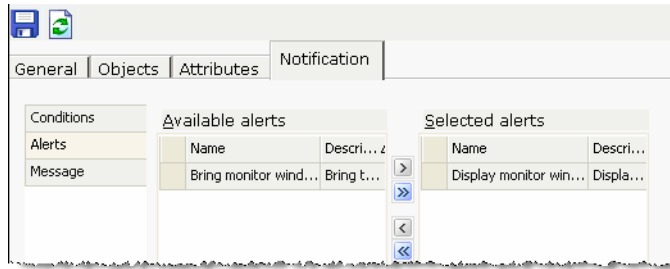 General Objects Attributes Notification
Conditions
Alerts
Message
Available alerts
Name Descri...
Bring monitor wind... Bring t...
Selected alerts
Name Descri...
Display monitor win... Displa...